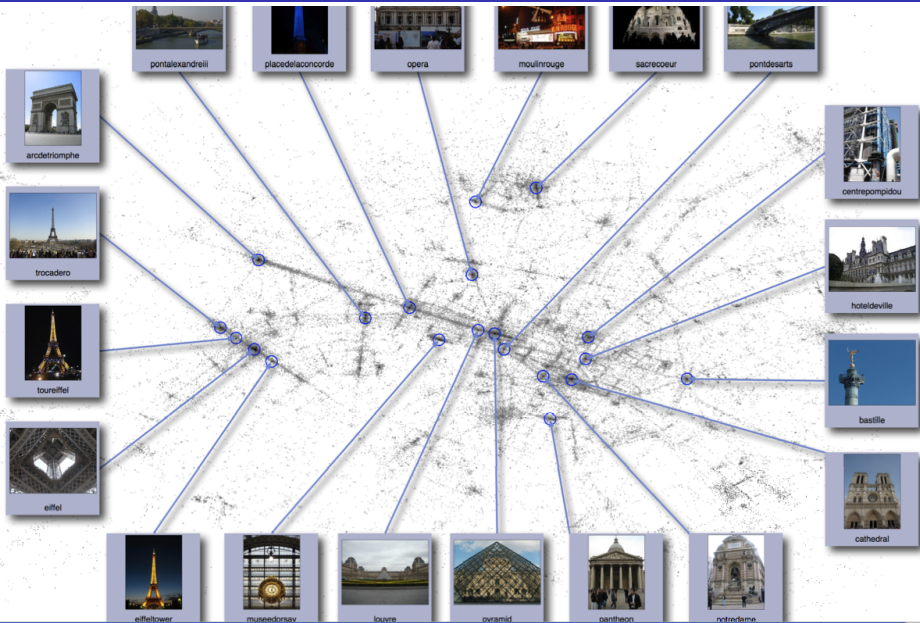 pontalexandreiii
placedelaconcorde
opera
moulinrouge
sacrecoeur
pontdesarts
arcdetriomphe
centrepompidou
trocadero
hoteldeville
toureiffel
bastille
eiffel
cathedral
eiffeltower
museedorsay
louvre
pyramid
pantheon
notredame